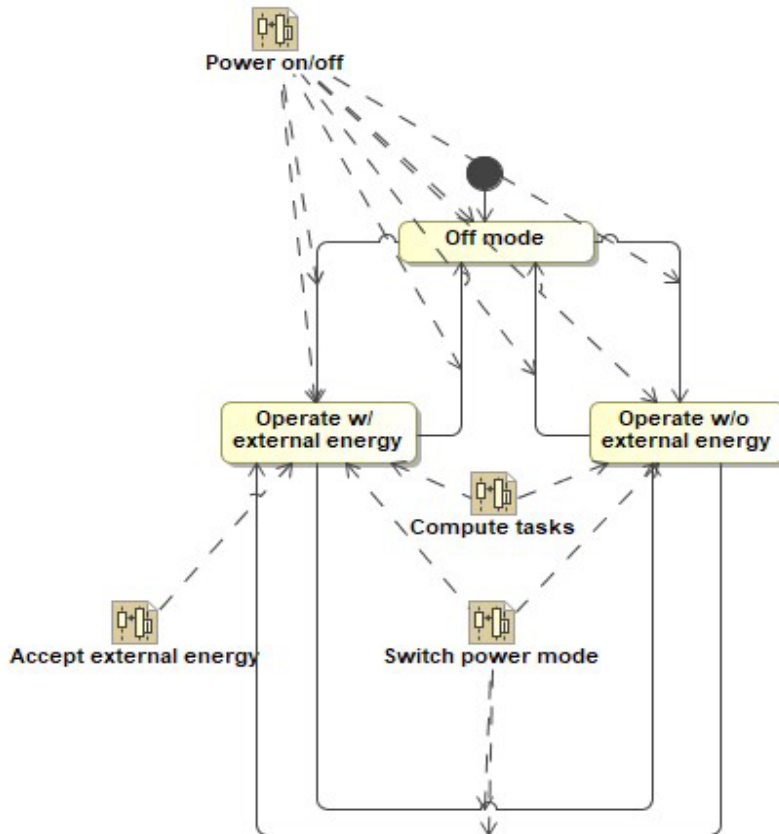 Power on/off
Off mode
Operate w/
external energy
Operate w/o
external energy
Compute tasks
Accept external energy
Switch power mode